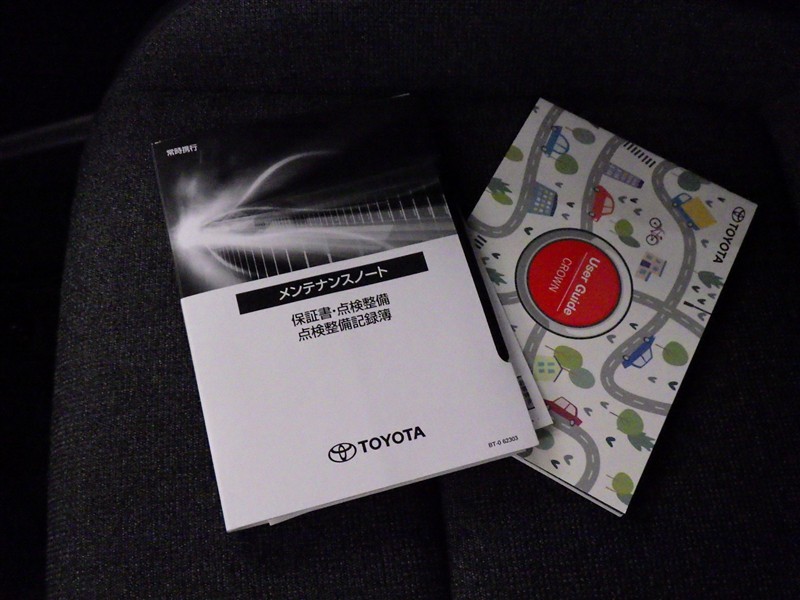 常時携行
メンテナンスノート
保証書・点検整備
点検整備記録簿
TOYOTA
BT-0 62303
TOYOTA
User Guide
CROWN